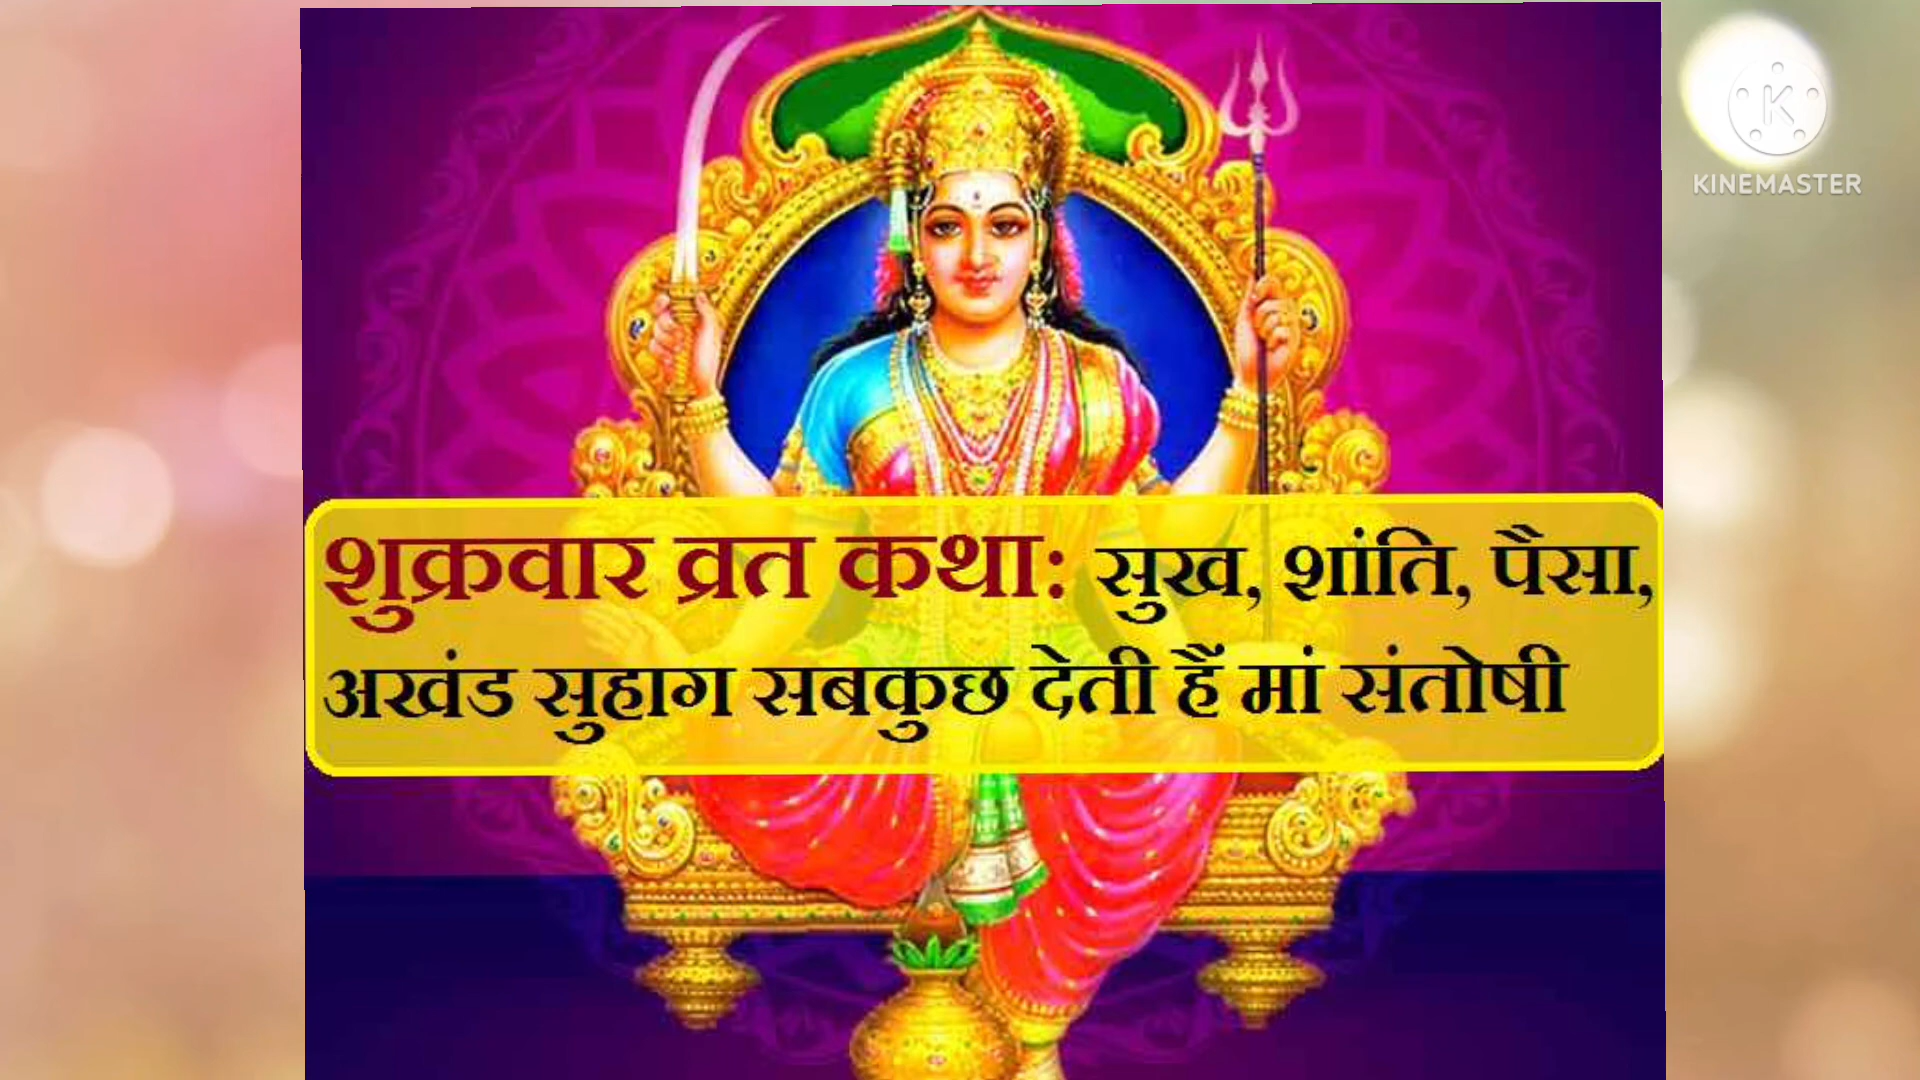 KINEMASTER
शुक्रवार व्रत कथा: सुख, शांति, पैसा,
अखंड सुहाग सबकुछ देती हैं मां संतोषी